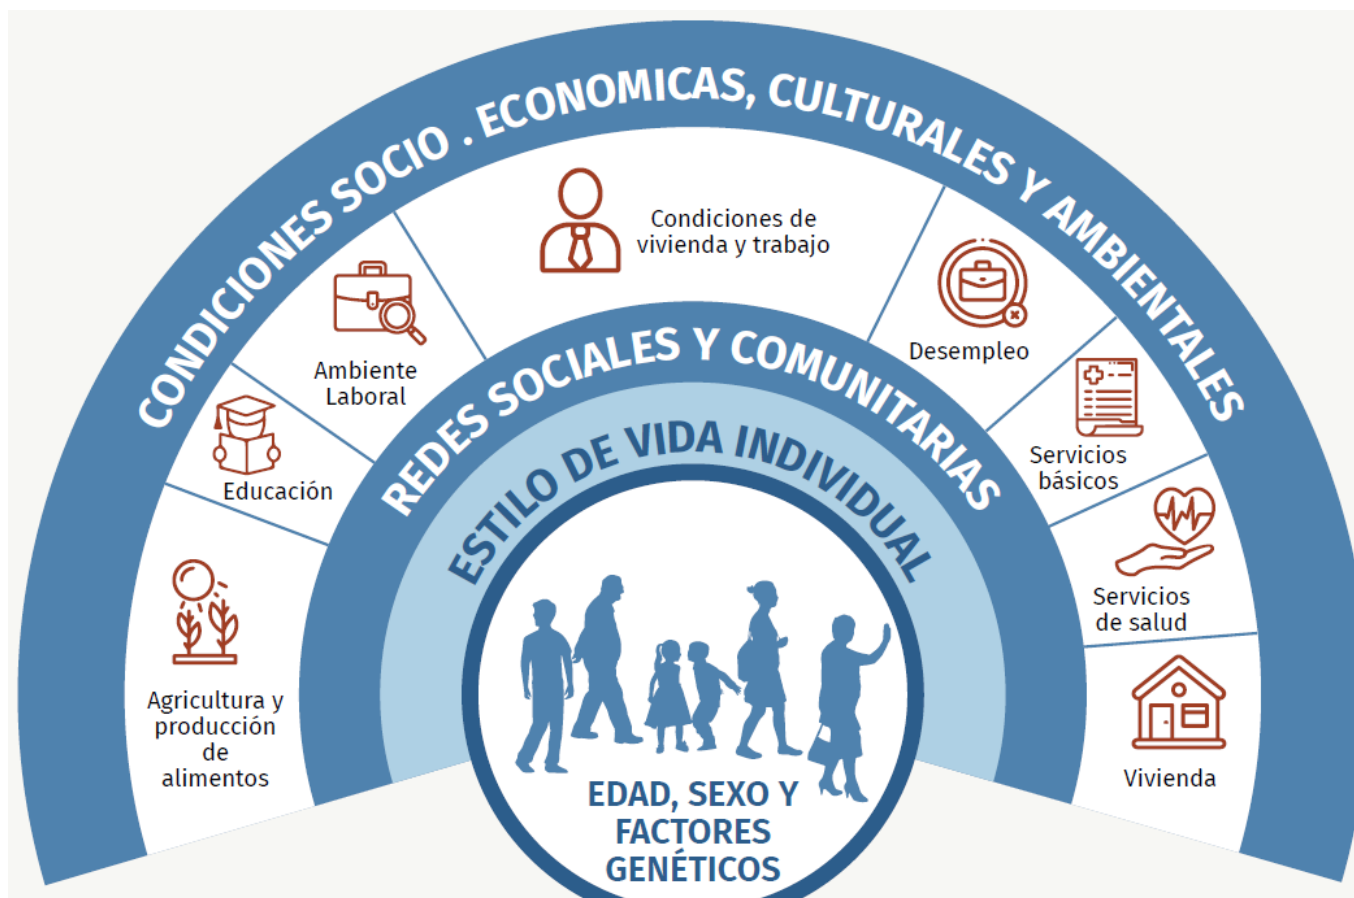 CONDICIONES SOCIO . ECONOMICAS, CULTURALES Y AMBIENTALES
Condiciones de
vivienda y trabajo
Ambiente
Laboral
Desempleo
Educación
Servicios
básicos
Agricultura y
producción
de
alimentos
Servicios
de salud
Vivienda
REDES SOCIALES Y COMUNITARIAS
ESTILO DE VIDA INDIVIDUAL
EDAD, SEXO Y
FACTORES
GENÉTICOS